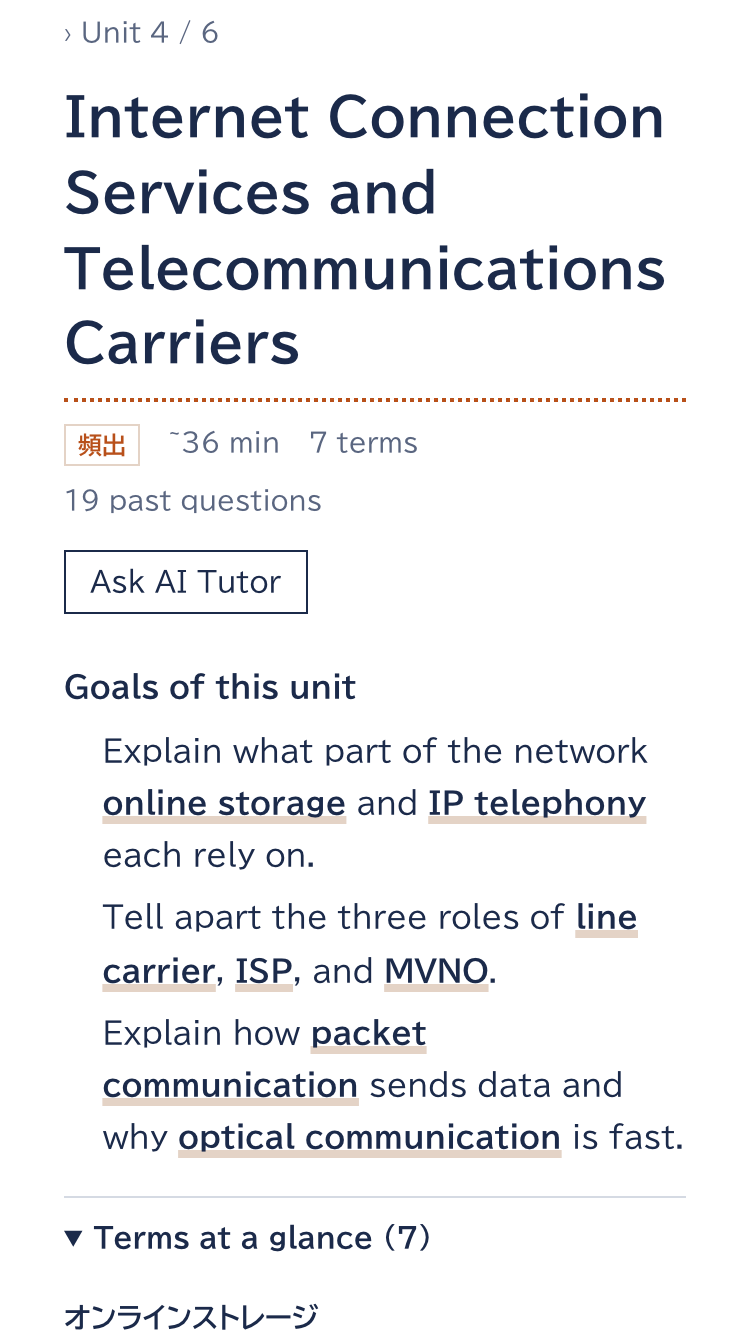 › Unit 4 / 6
Internet Connection
Services and
Telecommunications
Carriers
頻出 ~36 min 7 terms
19 past questions
Ask AI Tutor
Goals of this unit
Explain what part of the network
online storage and IP telephony
each rely on.
Tell apart the three roles of line
carrier, ISP, and MVNO.
Explain how packet
communication sends data and
why optical communication is fast.
▼ Terms at a glance (7)
オンラインストレージ